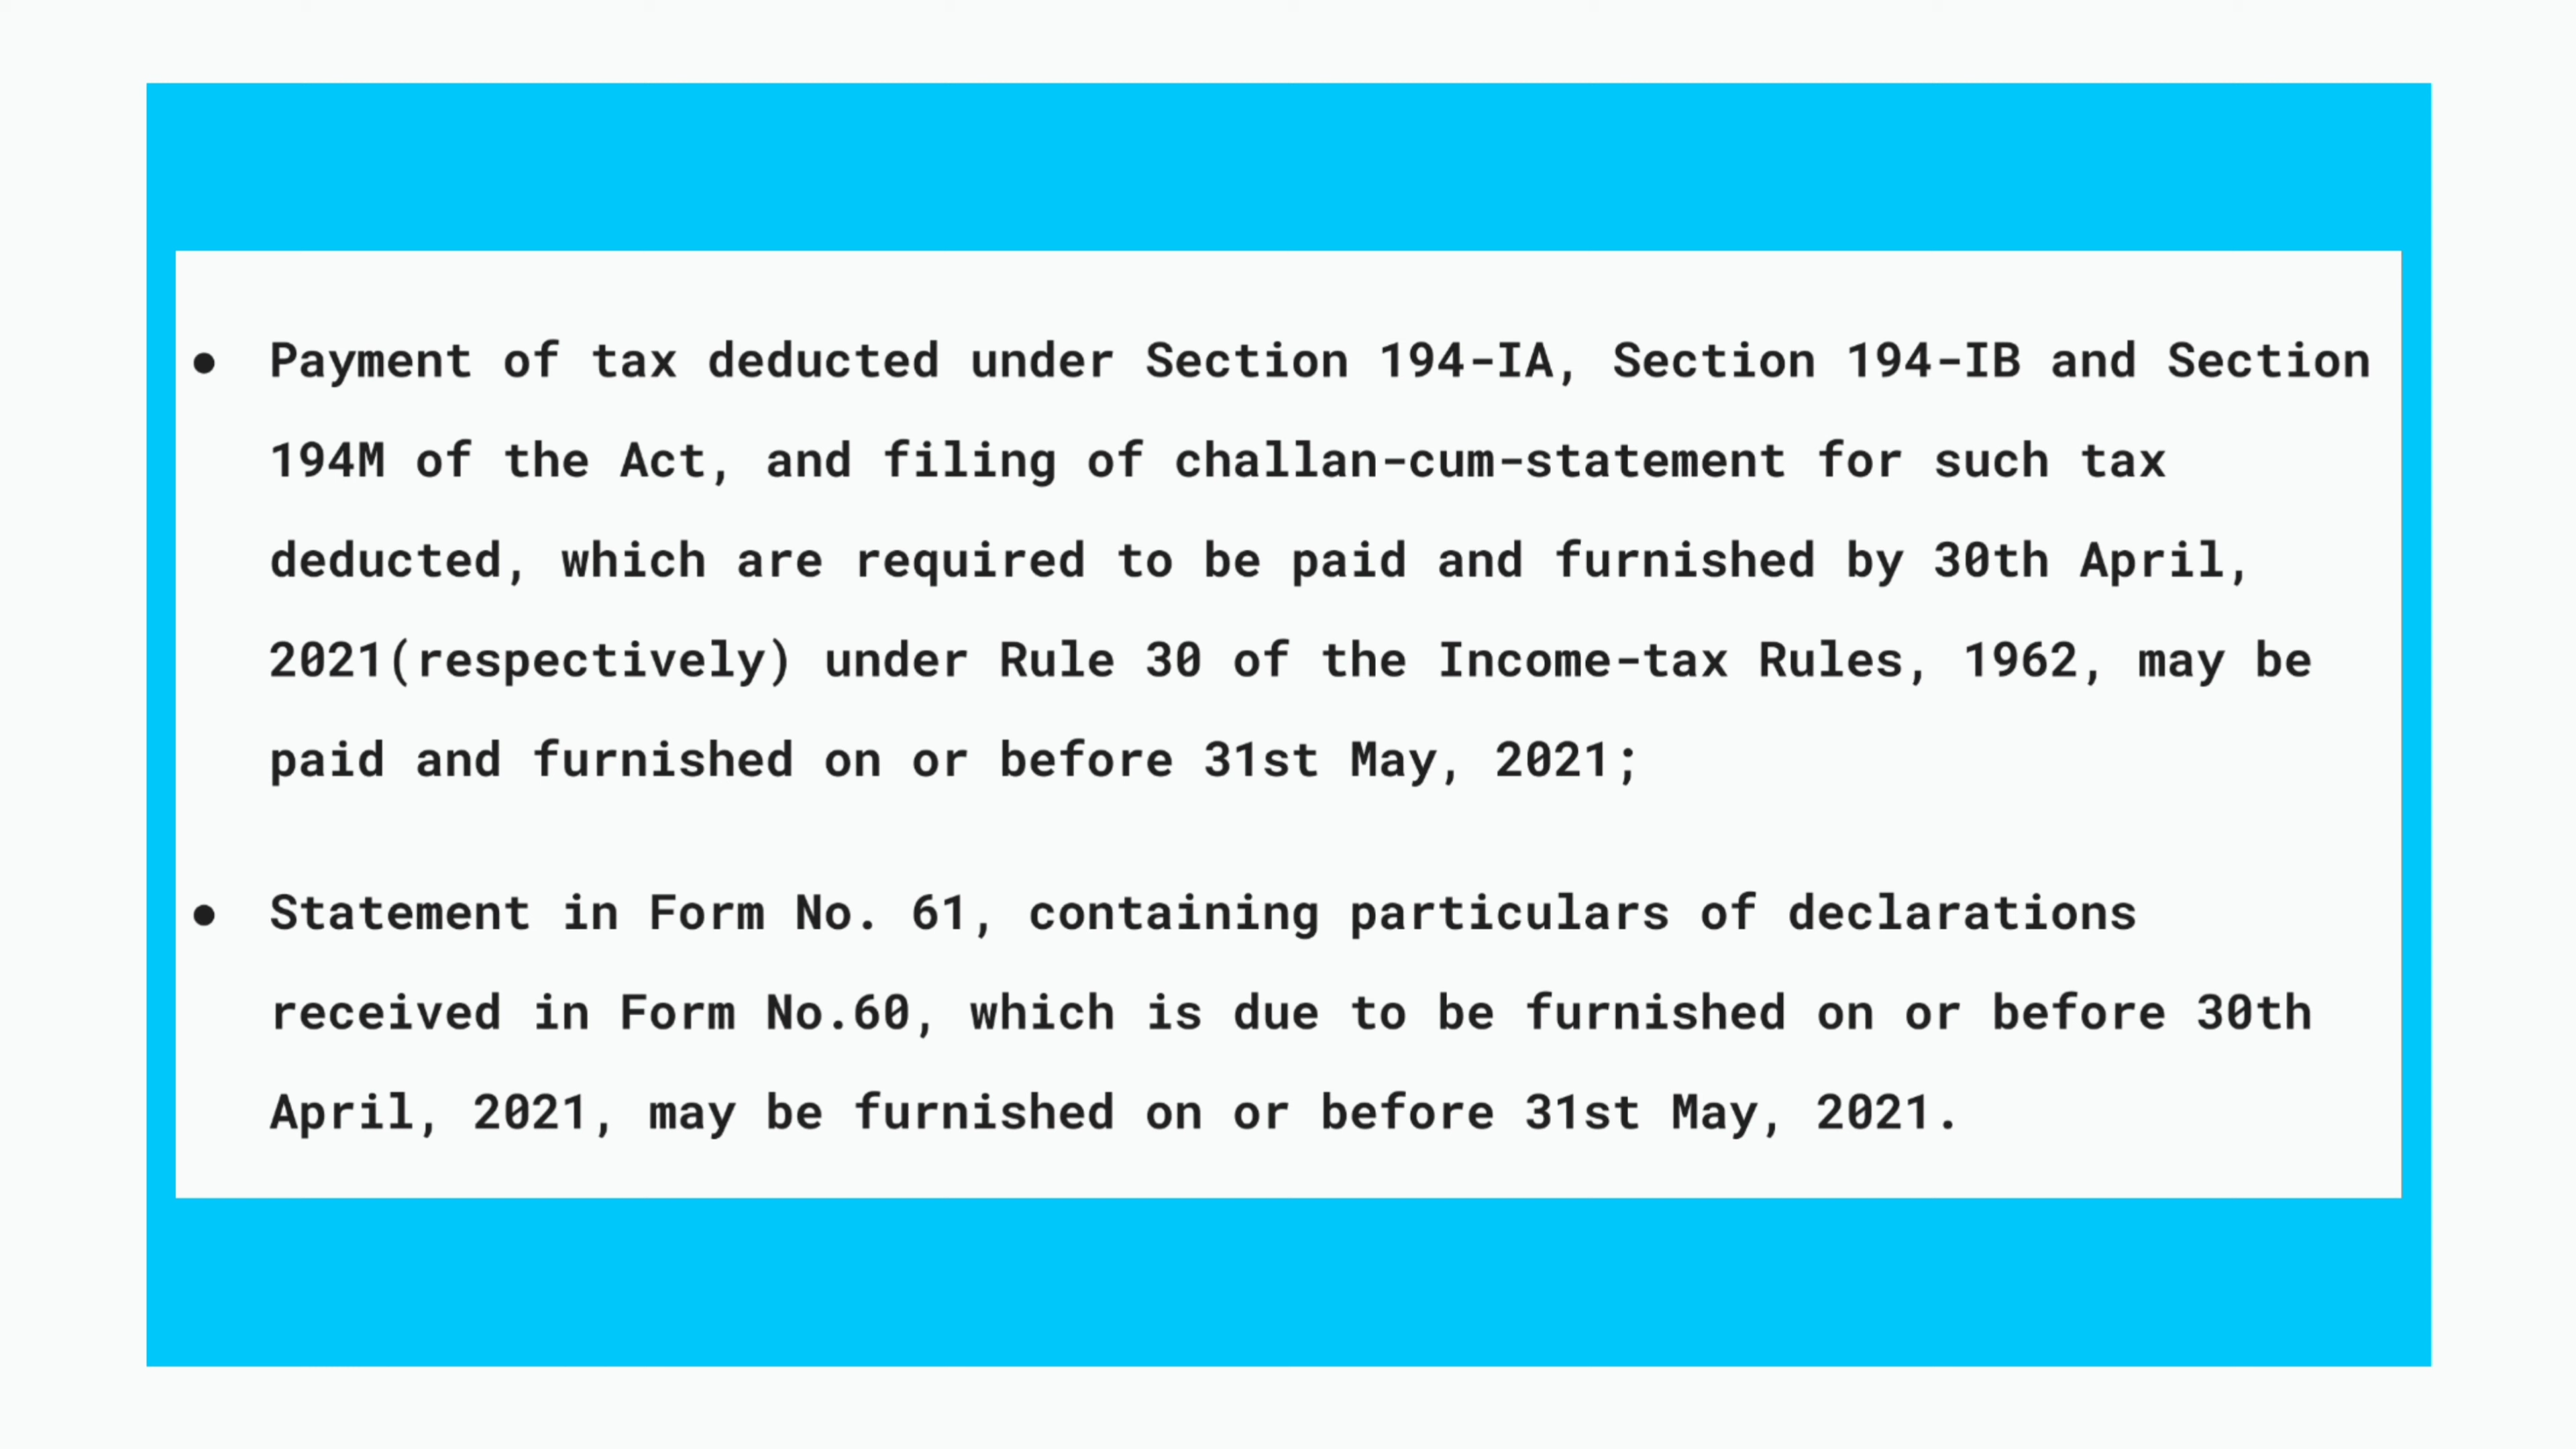 ● Payment of tax deducted under Section 194-IA, Section 194-IB and Section
194M of the Act, and filing of challan-cum-statement for such tax
deducted, which are required to be paid and furnished by 30th April,
2021(respectively) under Rule 30 of the Income-tax Rules, 1962, may be
paid and furnished on or before 31st May, 2021;
● Statement in Form No. 61, containing particulars of declarations
received in Form No.60, which is due to be furnished on or before 30th
April, 2021, may be furnished on or before 31st May, 2021.